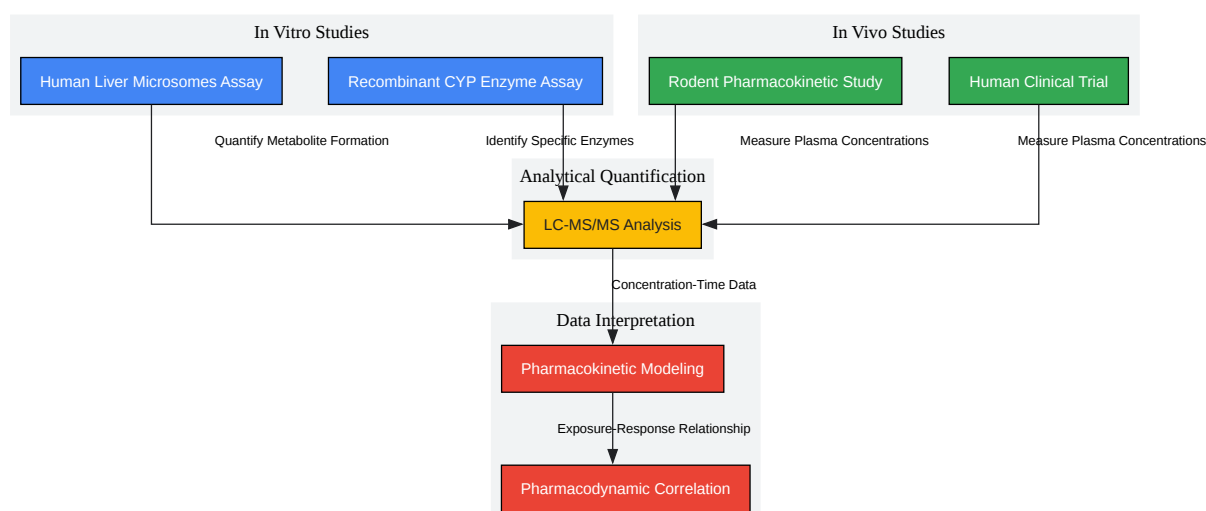 In Vitro Studies
In Vivo Studies
Human Liver Microsomes Assay
Recombinant CYP Enzyme Assay
Rodent Pharmacokinetic Study
Human Clinical Trial
Quantify Metabolite Formation
Identify Specific Enzymes
Measure Plasma Concentrations
Measure Plasma Concentrations
Analytical Quantification
LC-MS/MS Analysis
Concentration-Time Data
Data Interpretation
Pharmacokinetic Modeling
Exposure-Response Relationship
Pharmacodynamic Correlation